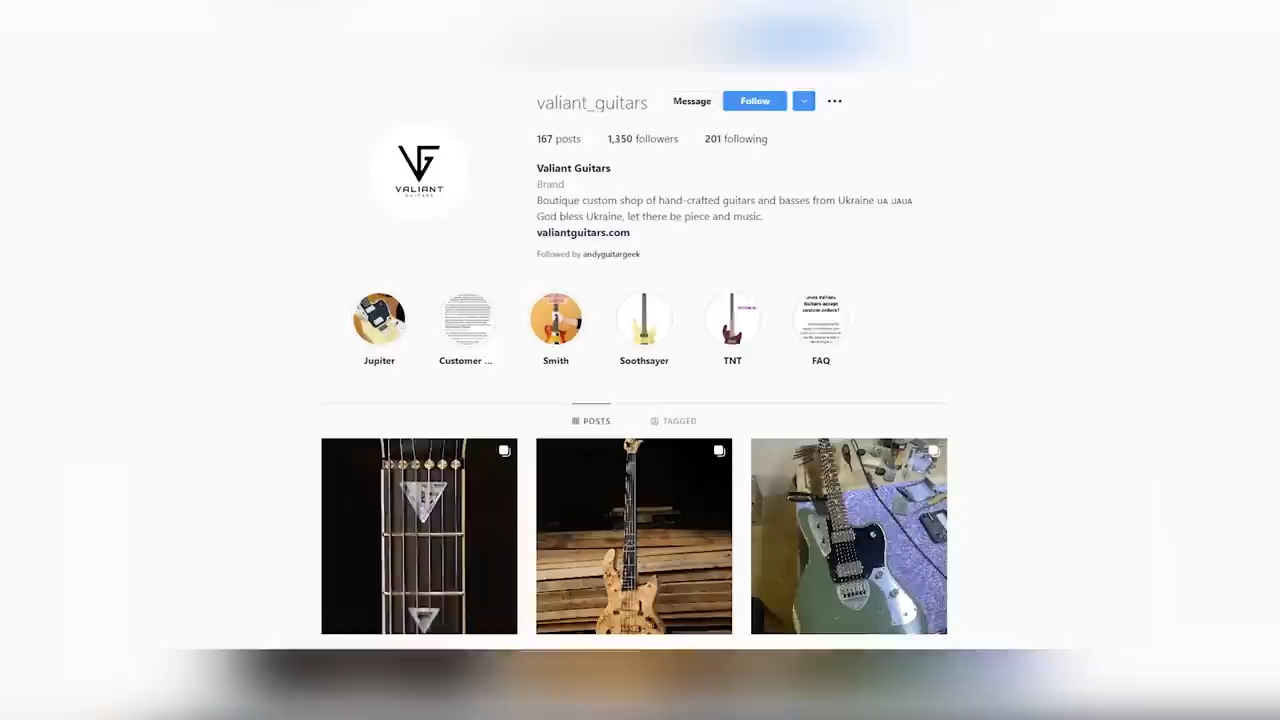 valiant_guitars Message Follow
167 posts 1,350 followers 201 following
Valiant Guitars
Brand
Boutique custom shop of hand-crafted guitars and basses from Ukraine UA UAUA
God bless Ukraine, let there be piece and music.
valiantguitars.com
Followed by andyguitargeek
VG
VALIANT
GUITARS
Jupiter Customer ... Smith Soothsayer TNT FAQ
POSTS TAGGED